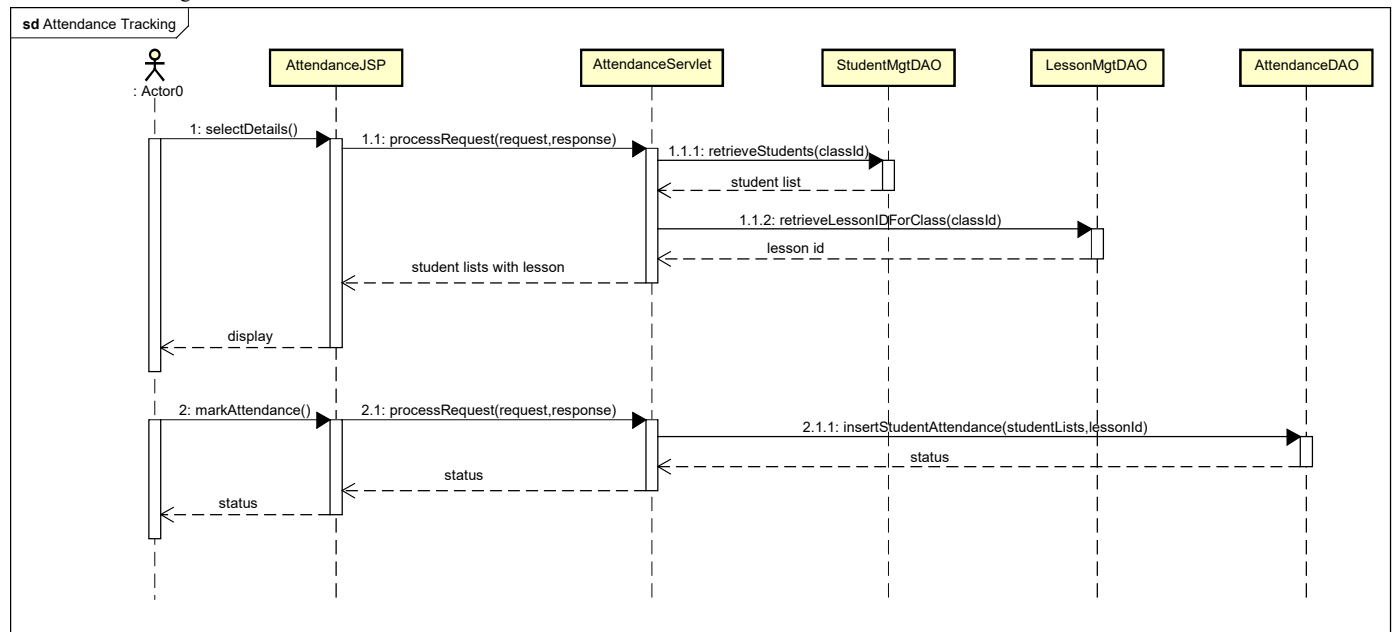 sd Attendance Tracking
: Actor0
AttendanceJSP
AttendanceServlet
StudentMgtDAO
LessonMgtDAO
AttendanceDAO
1: selectDetails()
1.1: processRequest(request,response)
1.1.1: retrieveStudents(classId)
student list
1.1.2: retrieveLessonIDForClass(classId)
lesson id
student lists with lesson
display
2: markAttendance()
2.1: processRequest(request,response)
2.1.1: insertStudentAttendance(studentLists,lessonId)
status
status
status